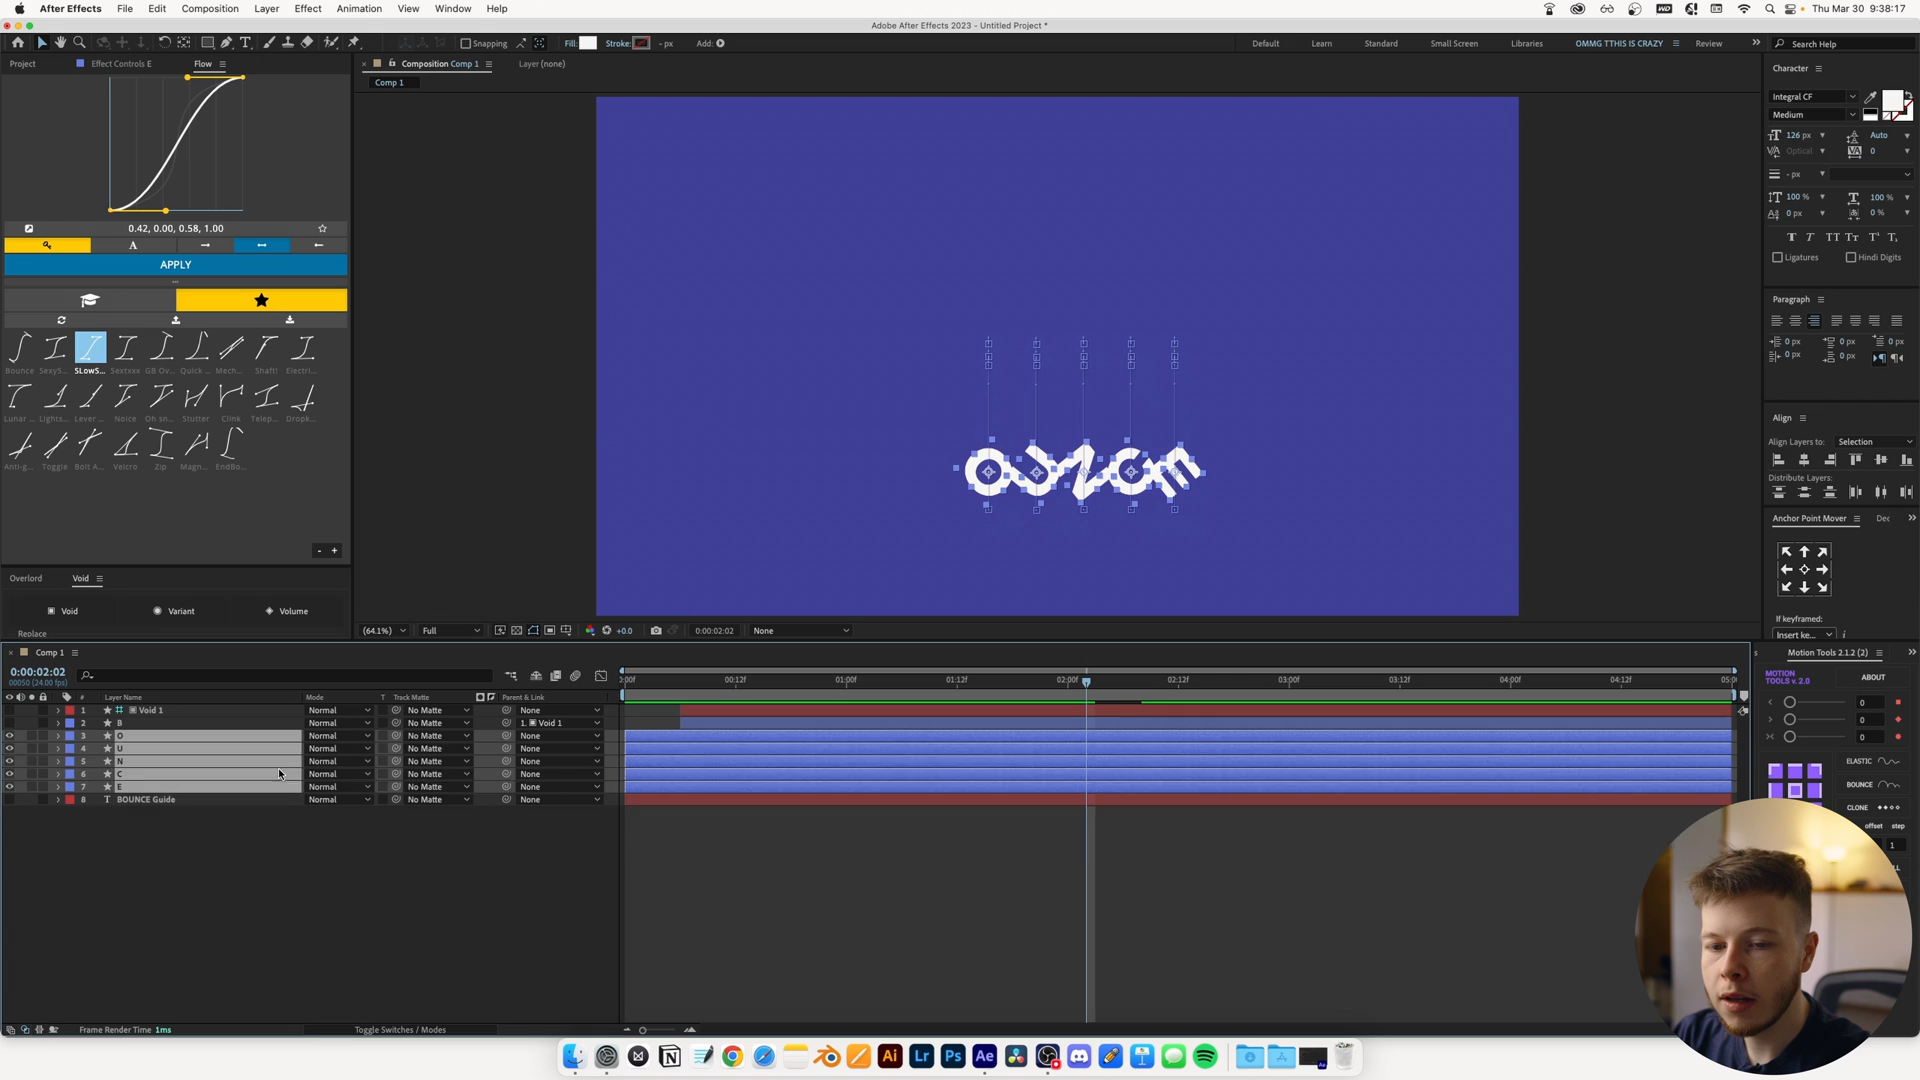 After Effects File Edit Composition Layer Effect Animation View Window Help
Thu Mar 30 9:38:17
Adobe After Effects 2023 - Untitled Project *
Snapping
Fill: Stroke: - px Add:
Default Learn Standard Small Screen Libraries OMMG TTHIS IS CRAZY Review
Search Help
Project Effect Controls E Flow
0.42, 0.00, 0.58, 1.00
A
APPLY
Bounce SexyS... SLowS... Sextxxx GB Ov... Quick ... Mech... Shaft! Electri...
Lunar ... Lights... Lever ... Noice Oh sn... Stutter Clink Telep... Dropk...
Anti-g... Toggle Bolt A... Velcro Zip Magn... EndBo...
- +
Overlord Void
Void Variant Volume
Replace
Composition Comp 1
Layer (none)
Comp 1
OUNCE
(64.1%) Full +0.0 0:00:02:02 None
Character
Integral CF
Medium
126 px Auto
Optical 0
- px
100 % 100 %
0 px 0 %
T T TT Tt T¹ T₁
Ligatures Hindi Digits
Paragraph
0 px 0 px 0 px
0 px 0 px
Align
Align Layers to: Selection
Distribute Layers:
Anchor Point Mover Dec
If keyframed:
Insert ke...
Comp 1
0:00:02:02
00050 (24.00 fps)
:00f 00:12f 01:00f 01:12f 02:00f 02:12f 03:00f 03:12f 04:00f 04:12f 05:0
# Layer Name Mode T Track Matte Parent & Link
1 Void 1 Normal No Matte None
2 B Normal No Matte 1. Void 1
3 O Normal No Matte None
4 U Normal No Matte None
5 N Normal No Matte None
6 C Normal No Matte None
7 E Normal No Matte None
8 T BOUNCE Guide Normal No Matte None
Frame Render Time 1ms
Toggle Switches / Modes
s Motion Tools 2.1.2 (2)
MOTION
TOOLS v. 2.0
ABOUT
0
0
0
ELASTIC
BOUNCE
CLONE
offset step
1
Ai Lr Ps Ae